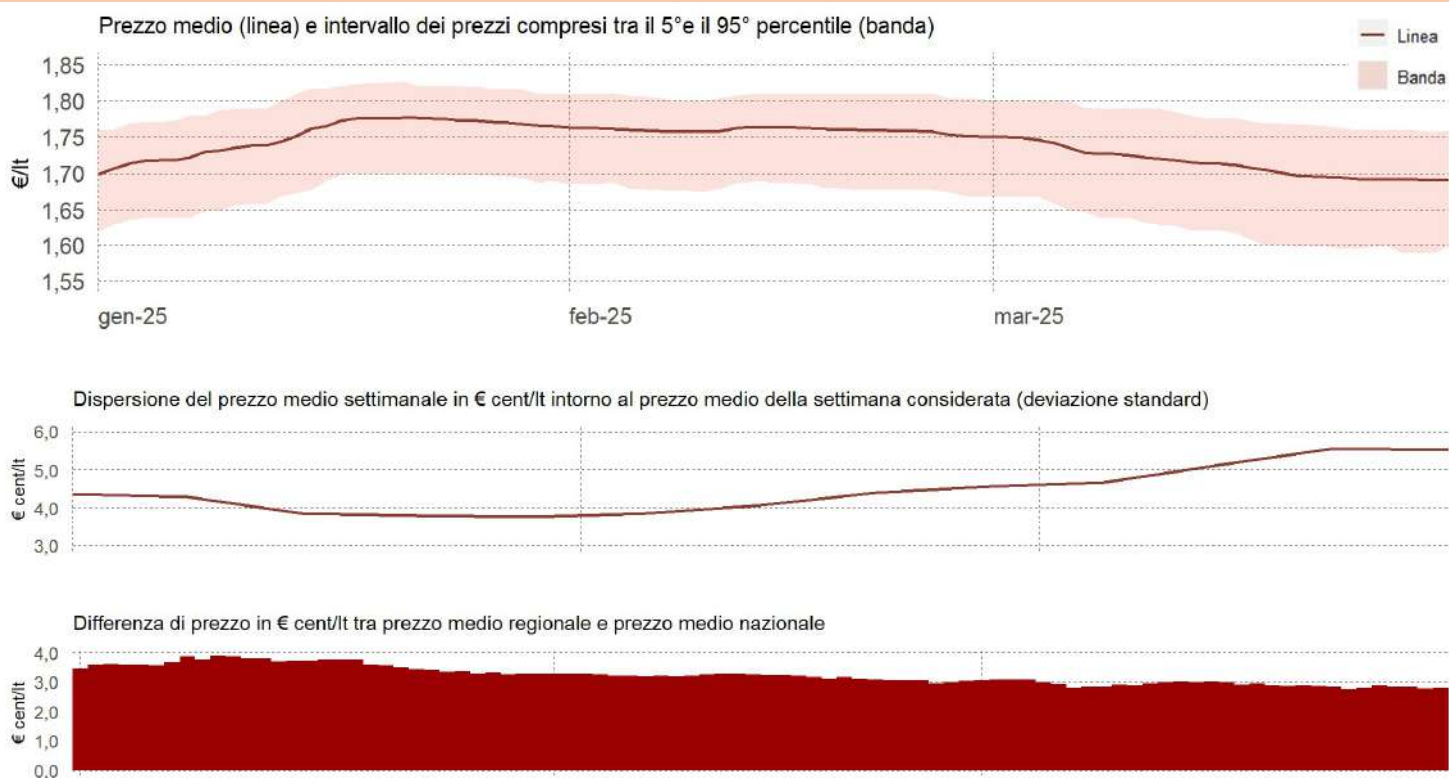 Prezzo medio (linea) e intervallo dei prezzi compresi tra il 5°e il 95° percentile (banda)
Linea
Banda
€/lt
1,85
1,80
1,75
1,70
1,65
1,60
1,55
gen-25 feb-25 mar-25
Dispersione del prezzo medio settimanale in € cent/lt intorno al prezzo medio della settimana considerata (deviazione standard)
€ cent/lt
6,0
5,0
4,0
3,0
Differenza di prezzo in € cent/lt tra prezzo medio regionale e prezzo medio nazionale
€ cent/lt
4,0
3,0
2,0
1,0
0,0